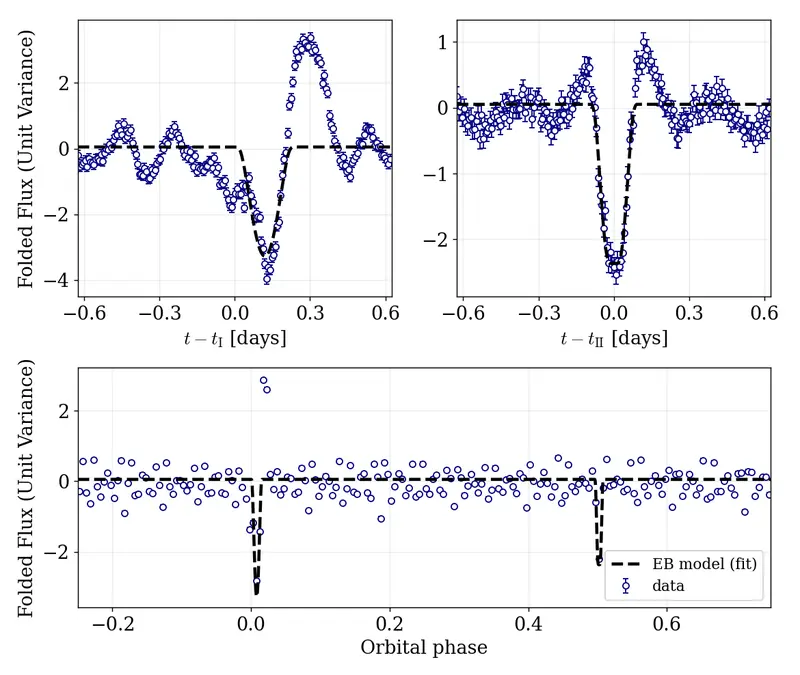 Folded Flux (Unit Variance)
2
0
−2
−4
−0.6 −0.3 0.0 0.3 0.6
t − t_I [days]
1
0
−1
−2
−0.6 −0.3 0.0 0.3 0.6
t − t_II [days]
Folded Flux (Unit Variance)
2
0
−2
EB model (fit)
data
−0.2 0.0 0.2 0.4 0.6
Orbital phase